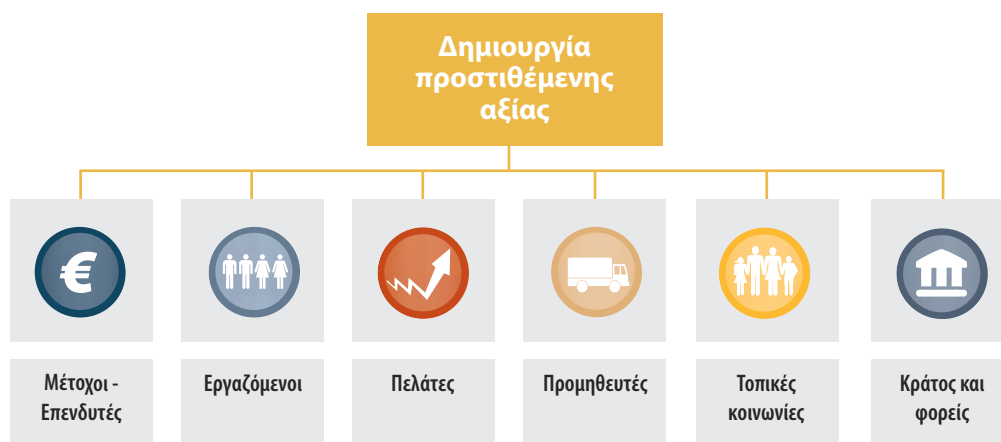 Δημιουργία
προστιθέμενης
αξίας
€
Μέτοχοι -
Επενδυτές
Εργαζόμενοι
Πελάτες
Προμηθευτές
Τοπικές
κοινωνίες
Κράτος και
φορείς